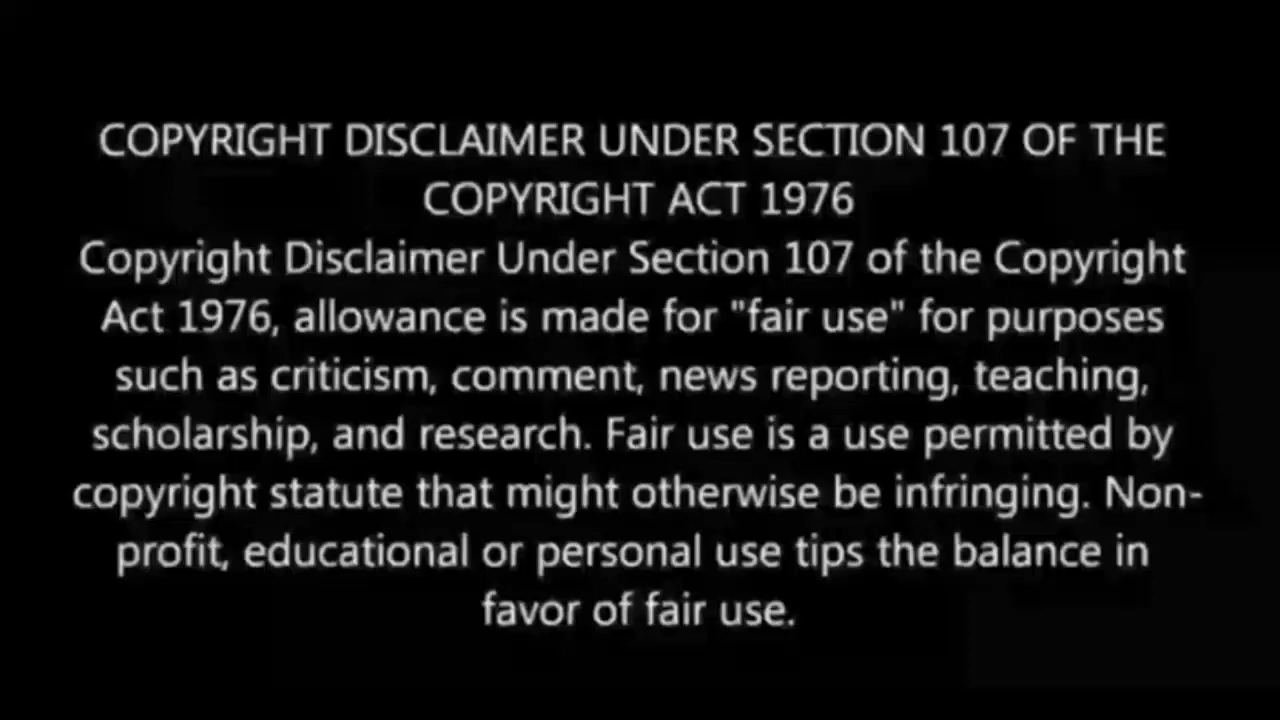 COPYRIGHT DISCLAIMER UNDER SECTION 107 OF THE
COPYRIGHT ACT 1976
Copyright Disclaimer Under Section 107 of the Copyright
Act 1976, allowance is made for "fair use" for purposes
such as criticism, comment, news reporting, teaching,
scholarship, and research. Fair use is a use permitted by
copyright statute that might otherwise be infringing. Non-
profit, educational or personal use tips the balance in
favor of fair use.